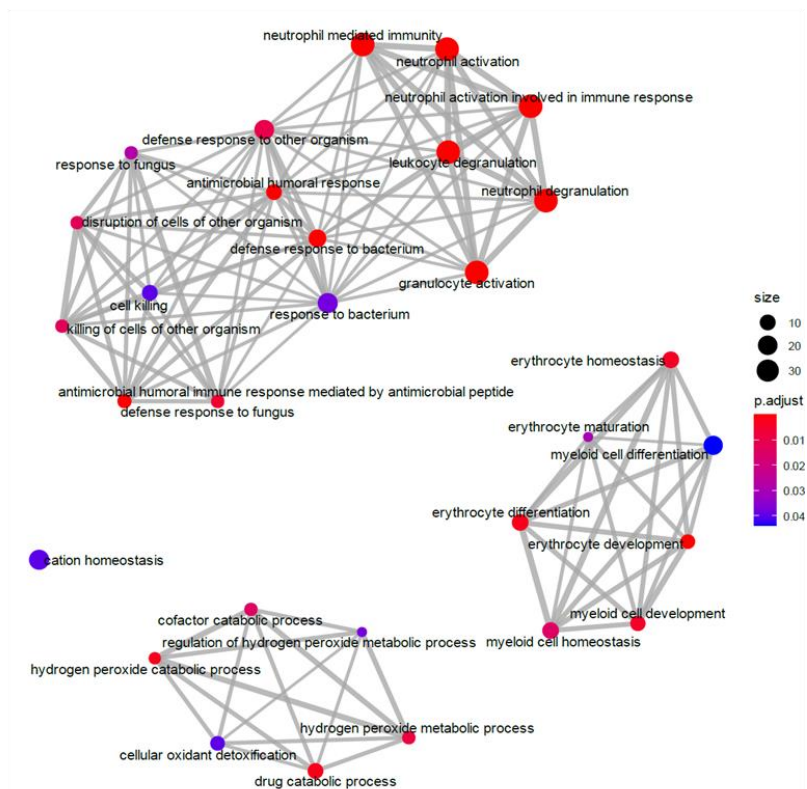 neutrophil mediated immunity
neutrophil activation
neutrophil activation involved in immune response
defense response to other organism
response to fungus
leukocyte degranulation
antimicrobial humoral response
neutrophil degranulation
disruption of cells of other organism
defense response to bacterium
granulocyte activation
cell killing
response to bacterium
killing of cells of other organism
size
10
20
30
erythrocyte homeostasis
antimicrobial humoral immune response mediated by antimicrobial peptide
defense response to fungus
p.adjust
0.01
0.02
0.03
0.04
erythrocyte maturation
myeloid cell differentiation
erythrocyte differentiation
erythrocyte development
cation homeostasis
myeloid cell development
myeloid cell homeostasis
cofactor catabolic process
regulation of hydrogen peroxide metabolic process
hydrogen peroxide catabolic process
hydrogen peroxide metabolic process
cellular oxidant detoxification
drug catabolic process